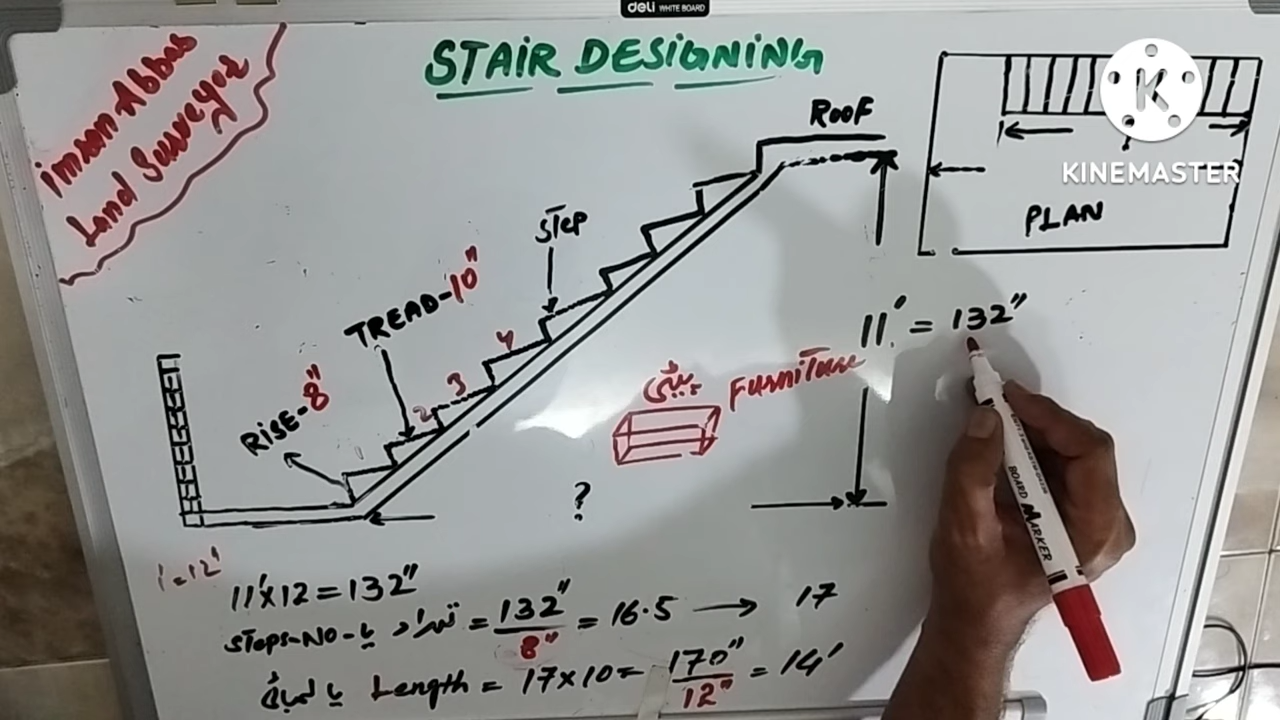 deli WHITE BOARD
imran Abbas
Land Surveyor
STAIR DESIGNING
ROOF
K
KINEMASTER
PLAN
STEP
TREAD-10"
RISE-8"
2 3 4
11' = 132"
Furniture
?
BOARD MARKER
1'=12'
11'x12 = 132"
STEPS-NO- یا تعداد = 132"/8" = 16.5 → 17
یا لمبائی Length = 17x10 = 170"/12" = 14'